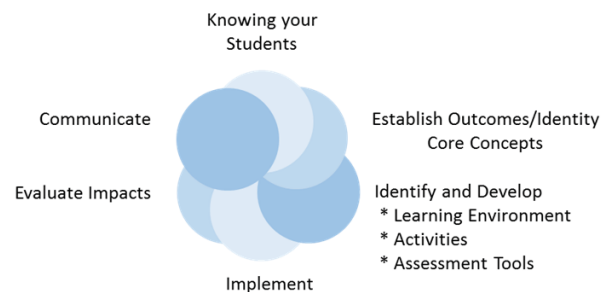 Knowing your
Students
Communicate
Establish Outcomes/Identity
Core Concepts
Evaluate Impacts
Identify and Develop
* Learning Environment
* Activities
* Assessment Tools
Implement